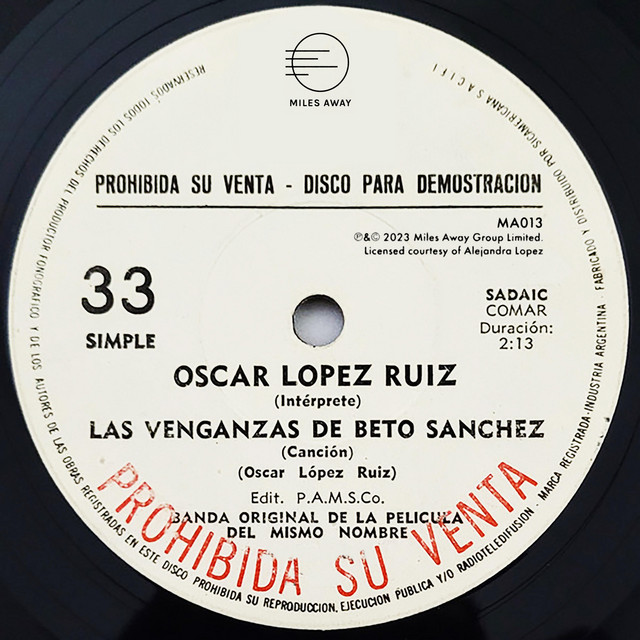 MILES AWAY
PROHIBIDA SU VENTA - DISCO PARA DEMOSTRACION
MA013
℗&© 2023 Miles Away Group Limited.
Licensed courtesy of Alejandra Lopez
33
SIMPLE
SADAIC
COMAR
Duración:
2:13
OSCAR LOPEZ RUIZ
(Intérprete)
LAS VENGANZAS DE BETO SANCHEZ
(Canción)
(Oscar López Ruiz)
Edit. P.A.M.S.Co.
BANDA ORIGINAL DE LA PELICULA
DEL MISMO NOMBRE
PROHIBIDA SU VENTA
RESERVADOS TODOS LOS DERECHOS DEL PRODUCTOR FONOGRAFICO Y DE LOS AUTORES DE LAS OBRAS REGISTRADAS EN ESTE DISCO PROHIBIDA SU REPRODUCCION, EJECUCION PUBLICA Y/O RADIOTELEDIFUSION - MARCA REGISTRADA - INDUSTRIA ARGENTINA - FABRICADO Y DISTRIBUIDO POR SICAMERICANA S A C I F I